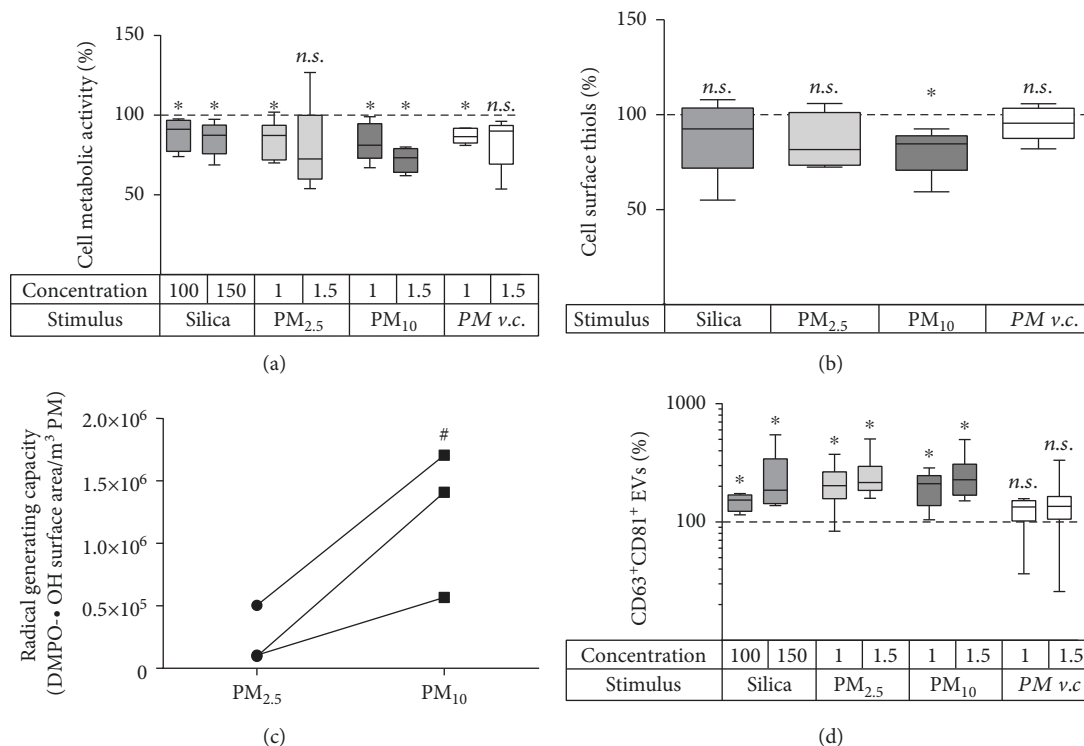 Cell metabolic activity (%)
150
100
50
* * * n.s. * * * n.s.
Concentration 100 150 1 1.5 1 1.5 1 1.5
Stimulus Silica PM2.5 PM10 PM v.c.
(a)
Cell surface thiols (%)
150
100
50
n.s. n.s. * n.s.
Stimulus Silica PM2.5 PM10 PM v.c.
(b)
Radical generating capacity
(DMPO-• OH surface area/m³ PM)
2.0×10⁶
1.5×10⁶
1.0×10⁶
0.5×10⁵
0
#
PM2.5 PM10
(c)
CD63⁺CD81⁺ EVs (%)
1000
100
* * * * * * n.s. n.s.
Concentration 100 150 1 1.5 1 1.5 1 1.5
Stimulus Silica PM2.5 PM10 PM v.c
(d)